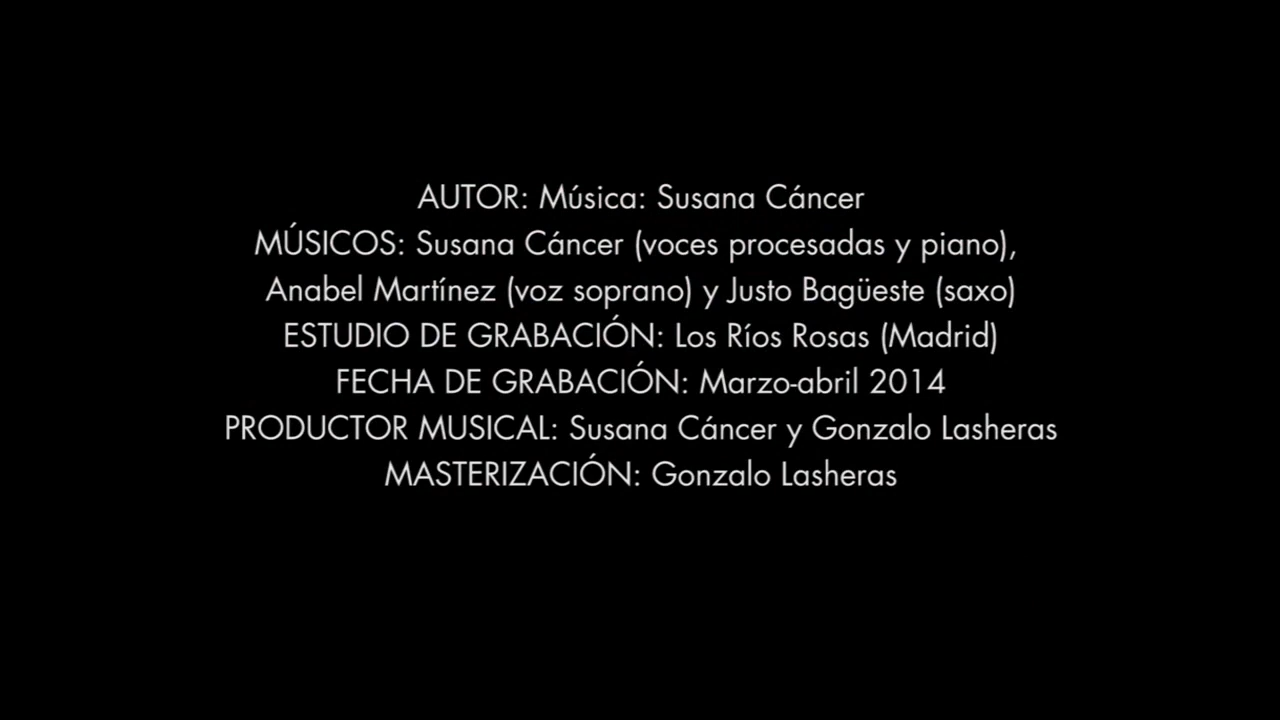 AUTOR: Música: Susana Cáncer
MÚSICOS: Susana Cáncer (voces procesadas y piano),
Anabel Martínez (voz soprano) y Justo Bagüeste (saxo)
ESTUDIO DE GRABACIÓN: Los Ríos Rosas (Madrid)
FECHA DE GRABACIÓN: Marzo-abril 2014
PRODUCTOR MUSICAL: Susana Cáncer y Gonzalo Lasheras
MASTERIZACIÓN: Gonzalo Lasheras